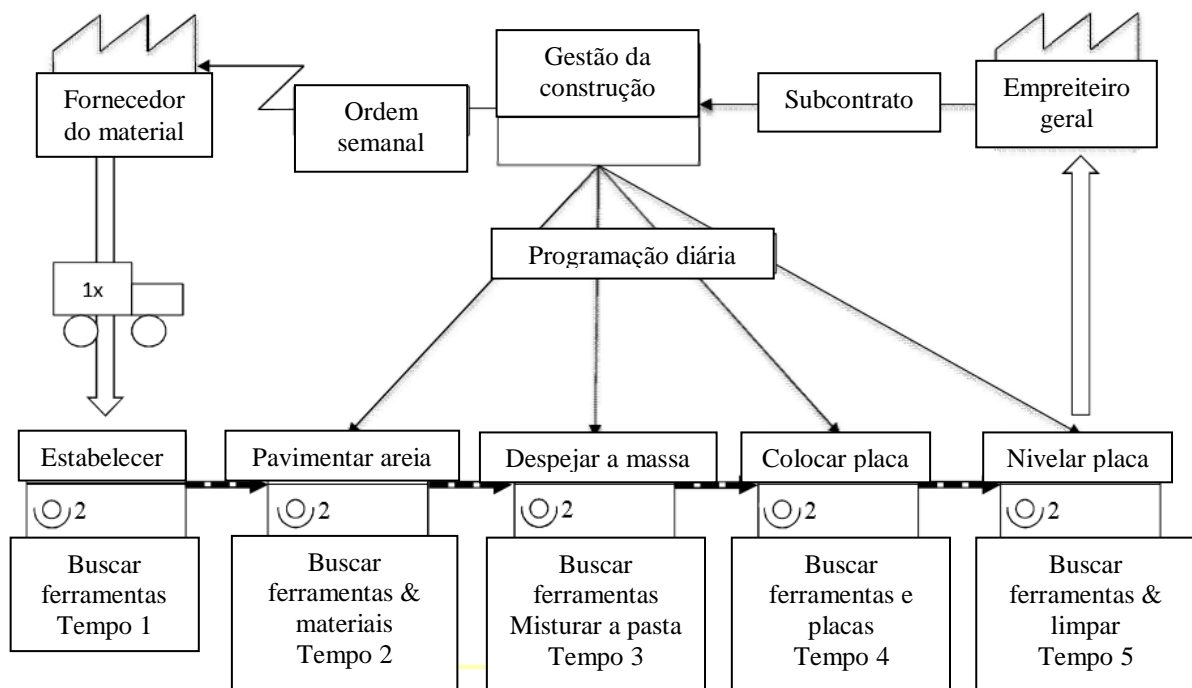 Fornecedor
do material
Ordem
semanal
Gestão da
construção
Subcontrato
Empreiteiro
geral
Programação diária
1x
Estabelecer
Pavimentar areia
Despejar a massa
Colocar placa
Nivelar placa
2
2
2
2
2
Buscar
ferramentas
Tempo 1
Buscar
ferramentas &
materiais
Tempo 2
Buscar
ferramentas
Misturar a pasta
Tempo 3
Buscar
ferramentas e
placas
Tempo 4
Buscar
ferramentas &
limpar
Tempo 5